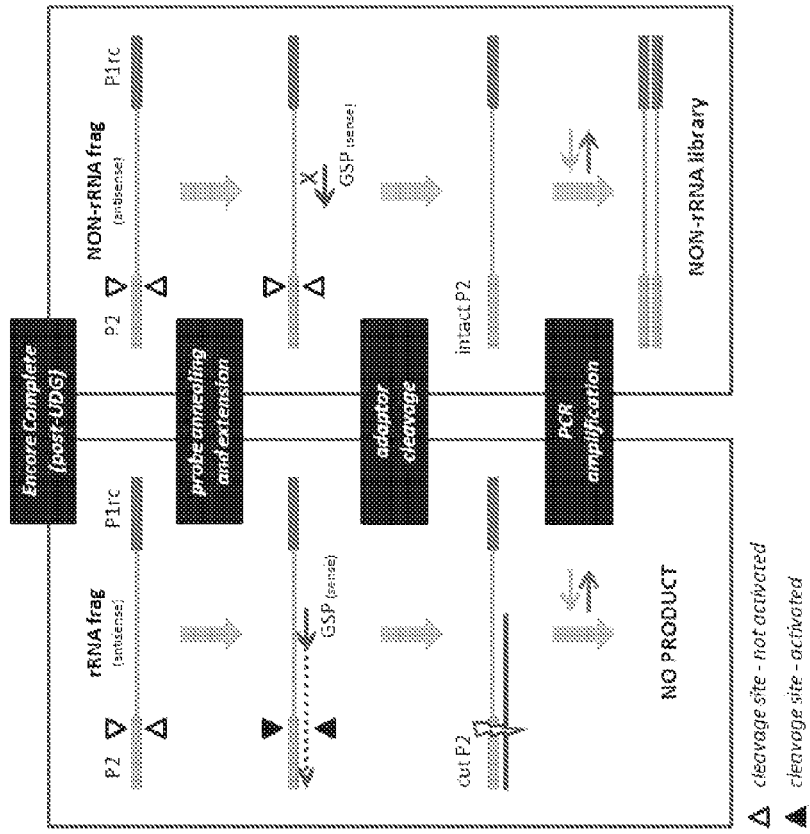 Encore Complete
(post-UDG)
rRNA frag
(antisense)
P2
P1rc
NON-rRNA frag
(antisense)
P2
P1rc
probe annealing
and extension
GSP (sense)
X
GSP (sense)
adaptor
cleavage
cut P2
intact P2
PCR
amplification
NO PRODUCT
NON-rRNA library
cleavage site - not activated
cleavage site - activated